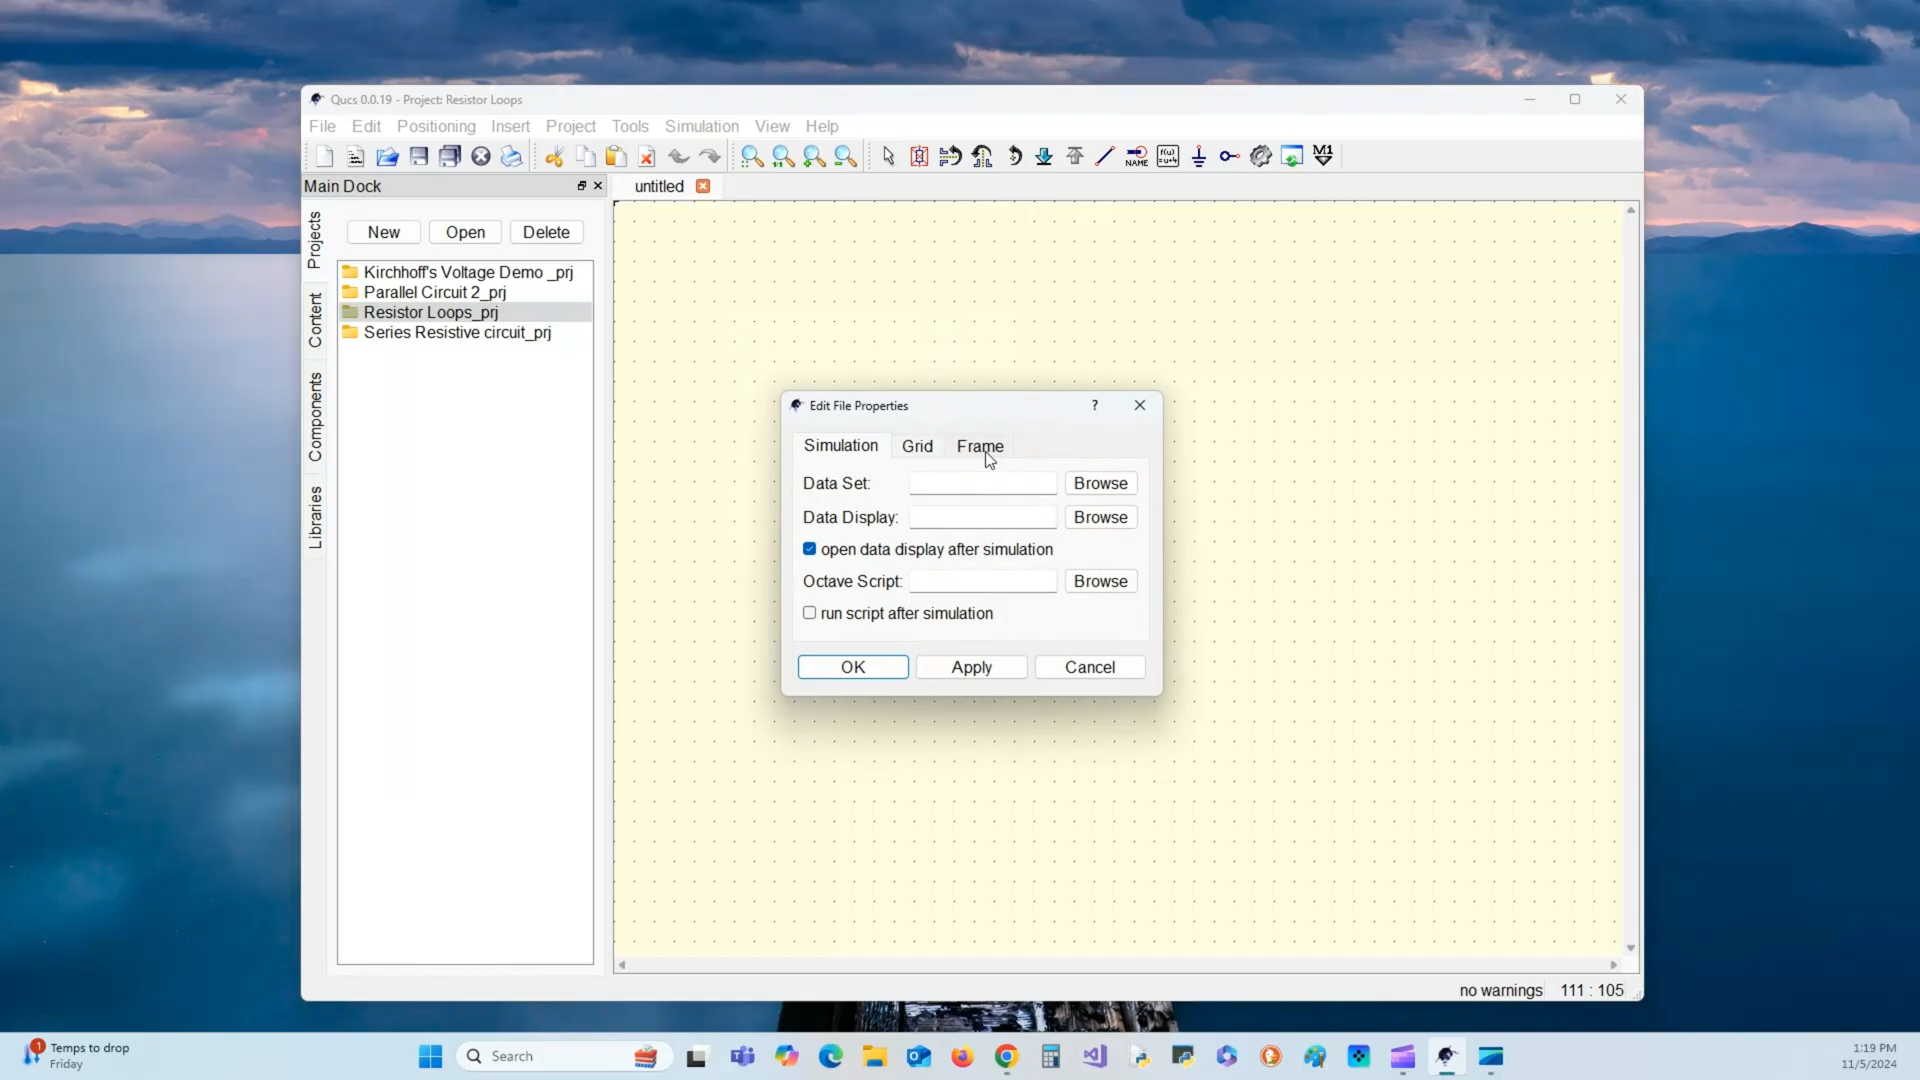 Qucs 0.0.19 - Project: Resistor Loops
File Edit Positioning Insert Project Tools Simulation View Help
NAME
f(u)
=u+4
M1
Main Dock
untitled
Projects
Content
Components
Libraries
New Open Delete
Kirchhoff's Voltage Demo _prj
Parallel Circuit 2_prj
Resistor Loops_prj
Series Resistive circuit_prj
Edit File Properties
?
Simulation Grid Frame
Data Set: Browse
Data Display: Browse
open data display after simulation
Octave Script: Browse
run script after simulation
OK Apply Cancel
no warnings 111 : 105
1
Temps to drop
Friday
Search
1:19 PM
11/5/2024